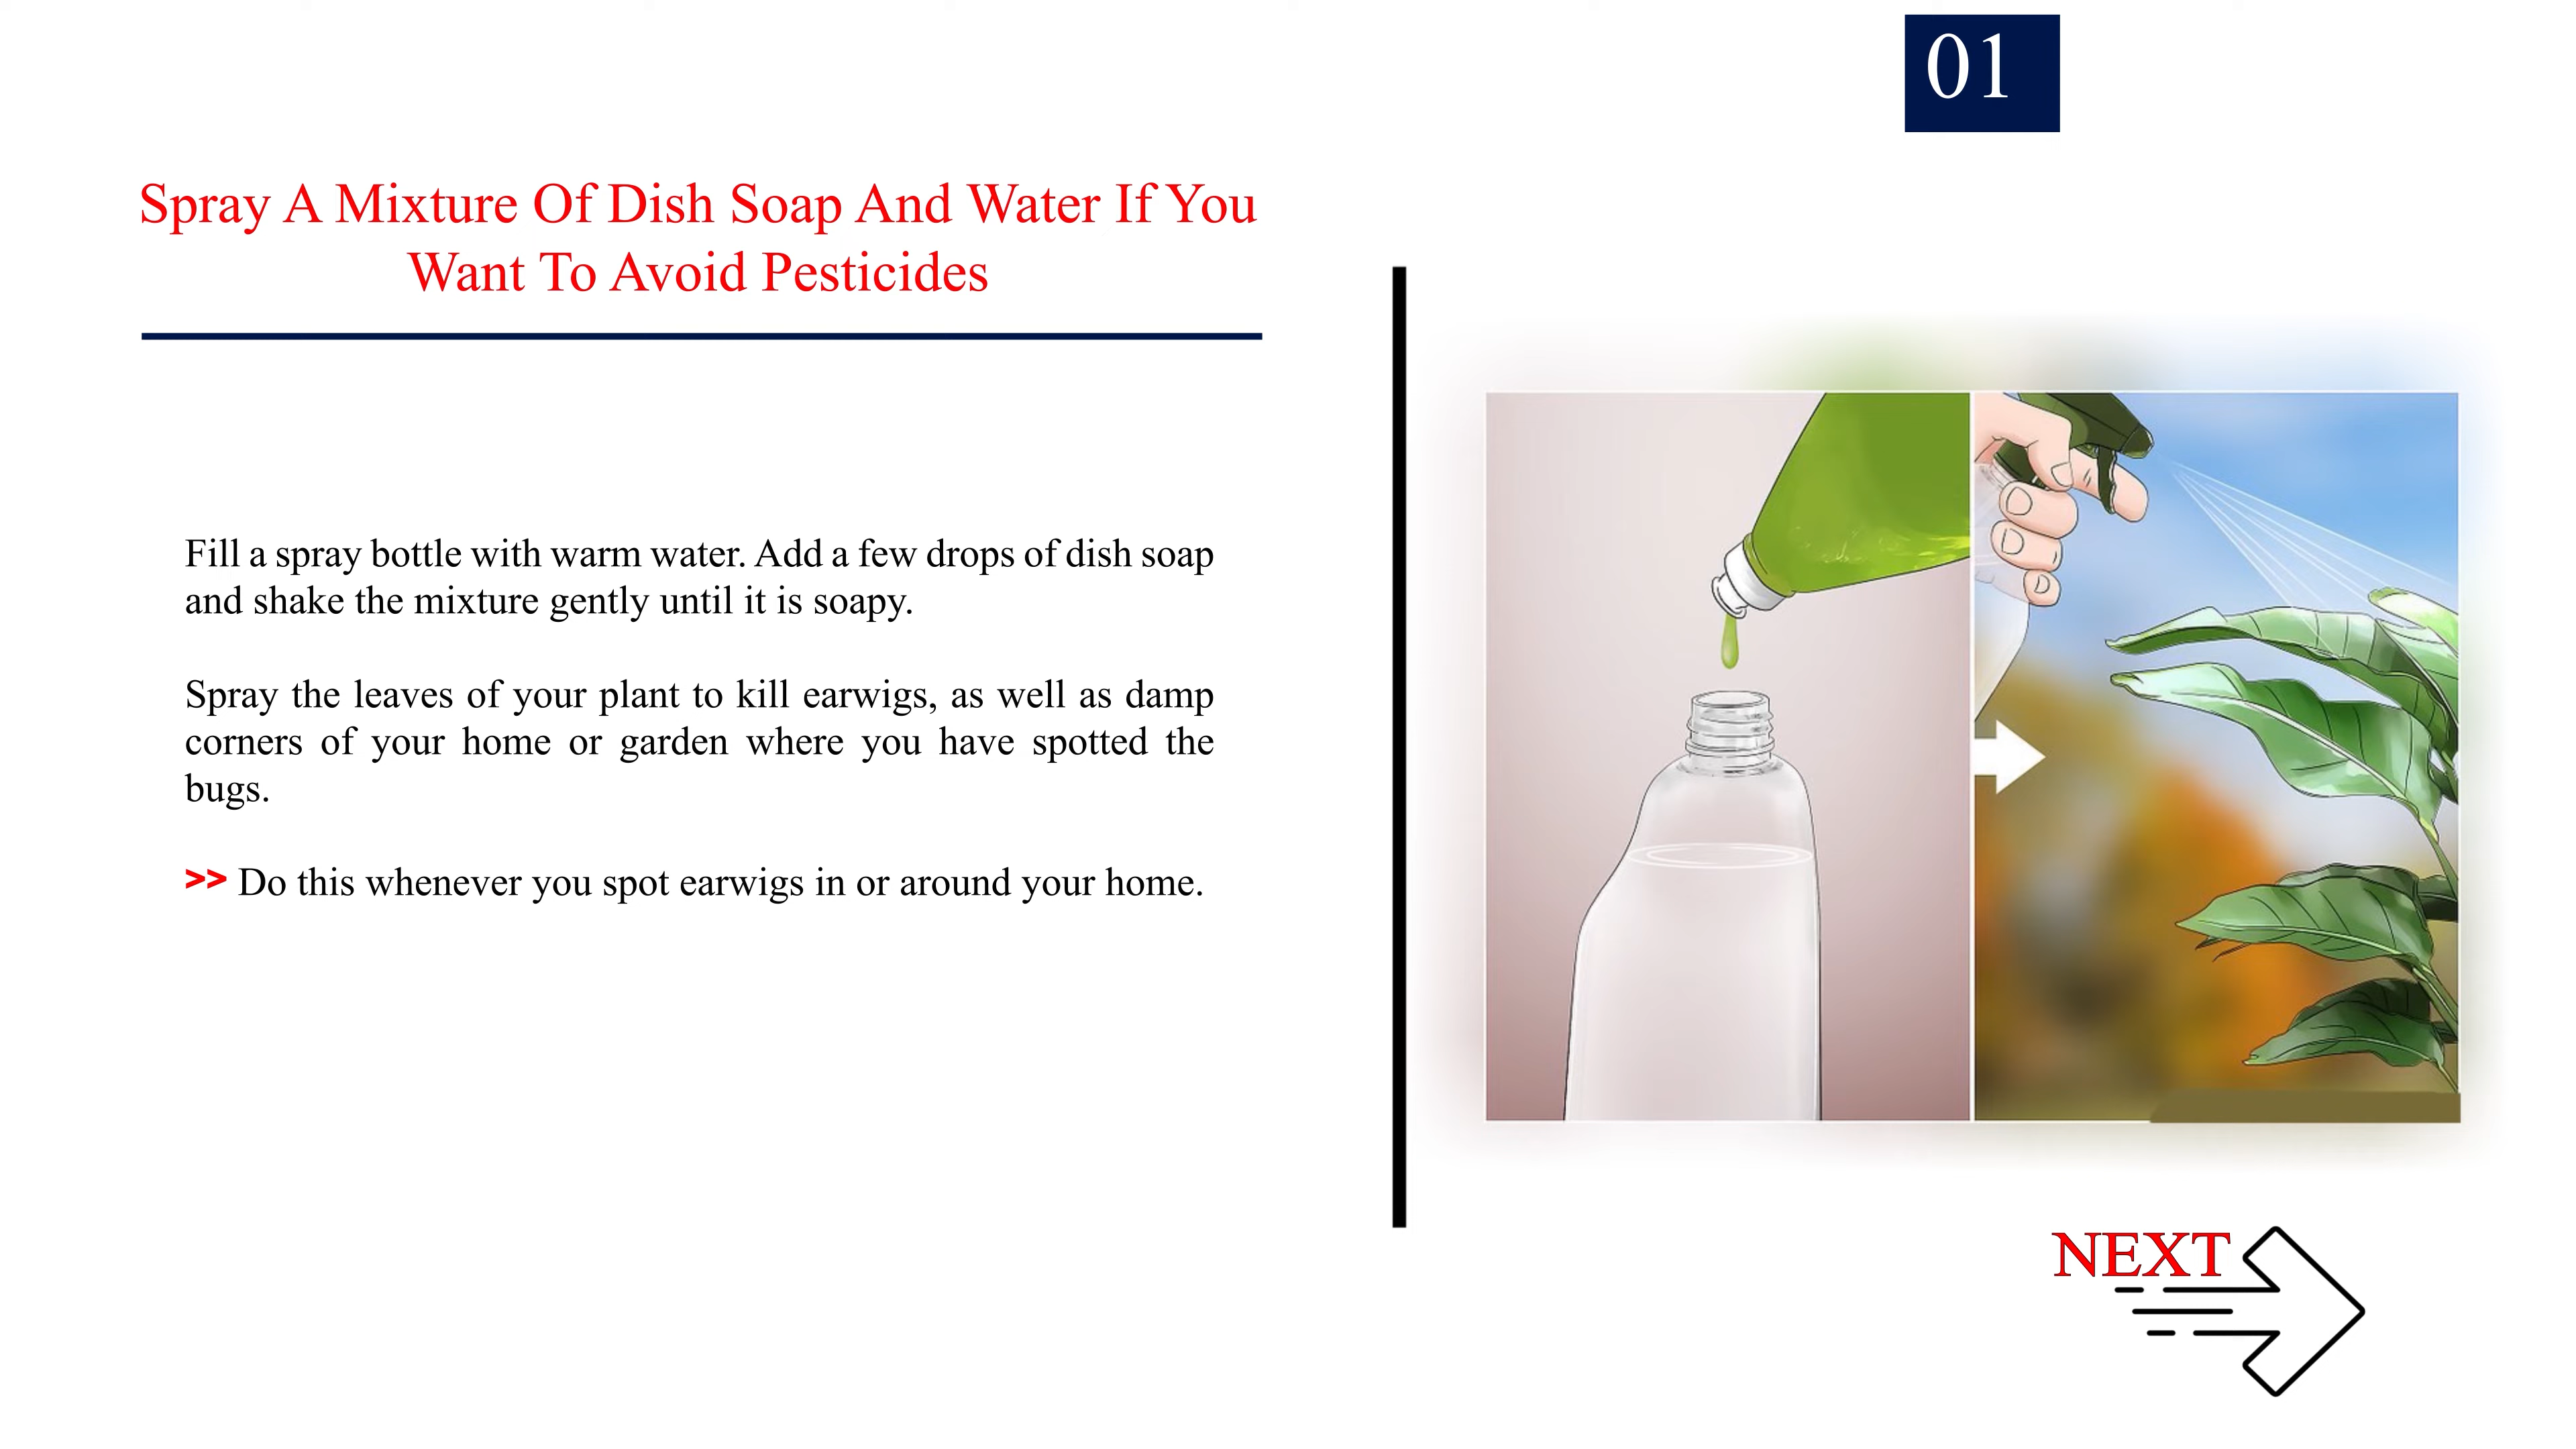 01
Spray A Mixture Of Dish Soap And Water If You
Want To Avoid Pesticides
Fill a spray bottle with warm water. Add a few drops of dish soap
and shake the mixture gently until it is soapy.
Spray the leaves of your plant to kill earwigs, as well as damp
corners of your home or garden where you have spotted the
bugs.
>> Do this whenever you spot earwigs in or around your home.
NEXT